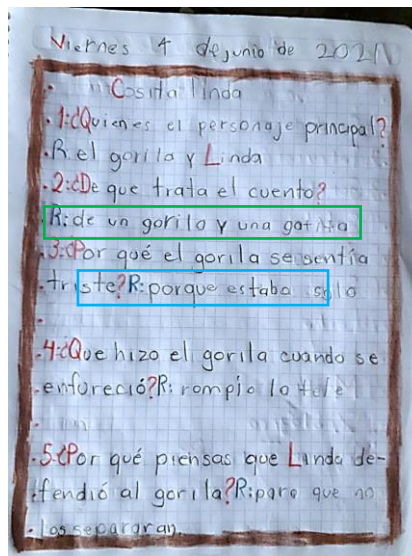 Viernes 4 de junio de 2021
Cosita linda
1:¿Quien es el personaje principal?
R. el gorila y Linda
2:¿De que trata el cuento?
R: de un gorila y una gatita
3:¿Por qué el gorila se sentía
triste? R: porque estaba solo
4:¿Que hizo el gorila cuando se
enfureció? R: rompio la tele
5:¿Por qué piensas que Linda de-
fendió al gorila? R: para que no
los separaran.